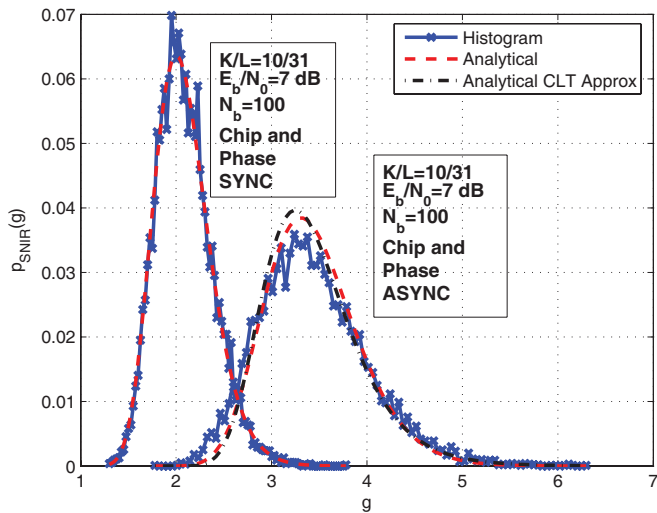 0.07
0.06
0.05
0.04
0.03
0.02
0.01
0
p_SNIR(g)
1
2
3
4
5
6
7
g
Histogram
Analytical
Analytical CLT Approx
K/L=10/31
E_b/N_0=7 dB
N_b=100
Chip and
Phase
SYNC
K/L=10/31
E_b/N_0=7 dB
N_b=100
Chip and
Phase
ASYNC